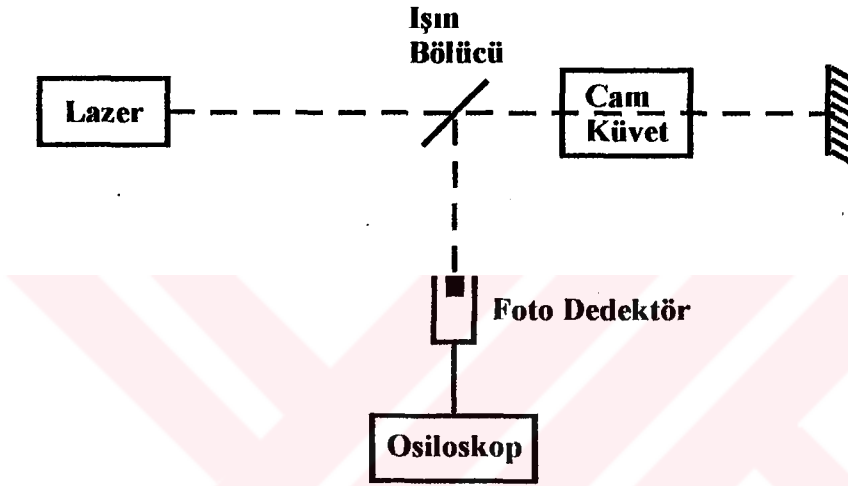 Işın
Bölücü
Lazer
Cam
Küvet
Foto Dedektör
Osiloskop